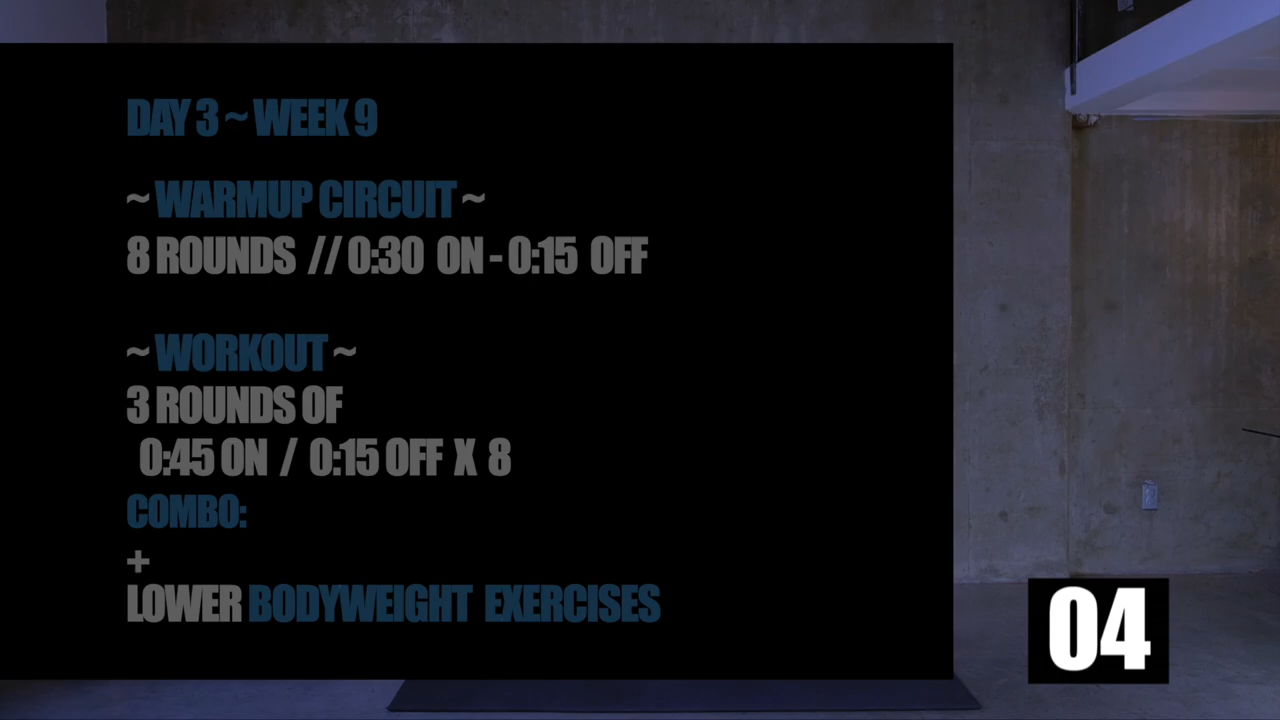 DAY 3 ~ WEEK 9
~ WARMUP CIRCUIT ~
8 ROUNDS // 0:30 ON - 0:15 OFF
~ WORKOUT ~
3 ROUNDS OF
0:45 ON / 0:15 OFF X 8
COMBO:
+
LOWER BODYWEIGHT EXERCISES
04